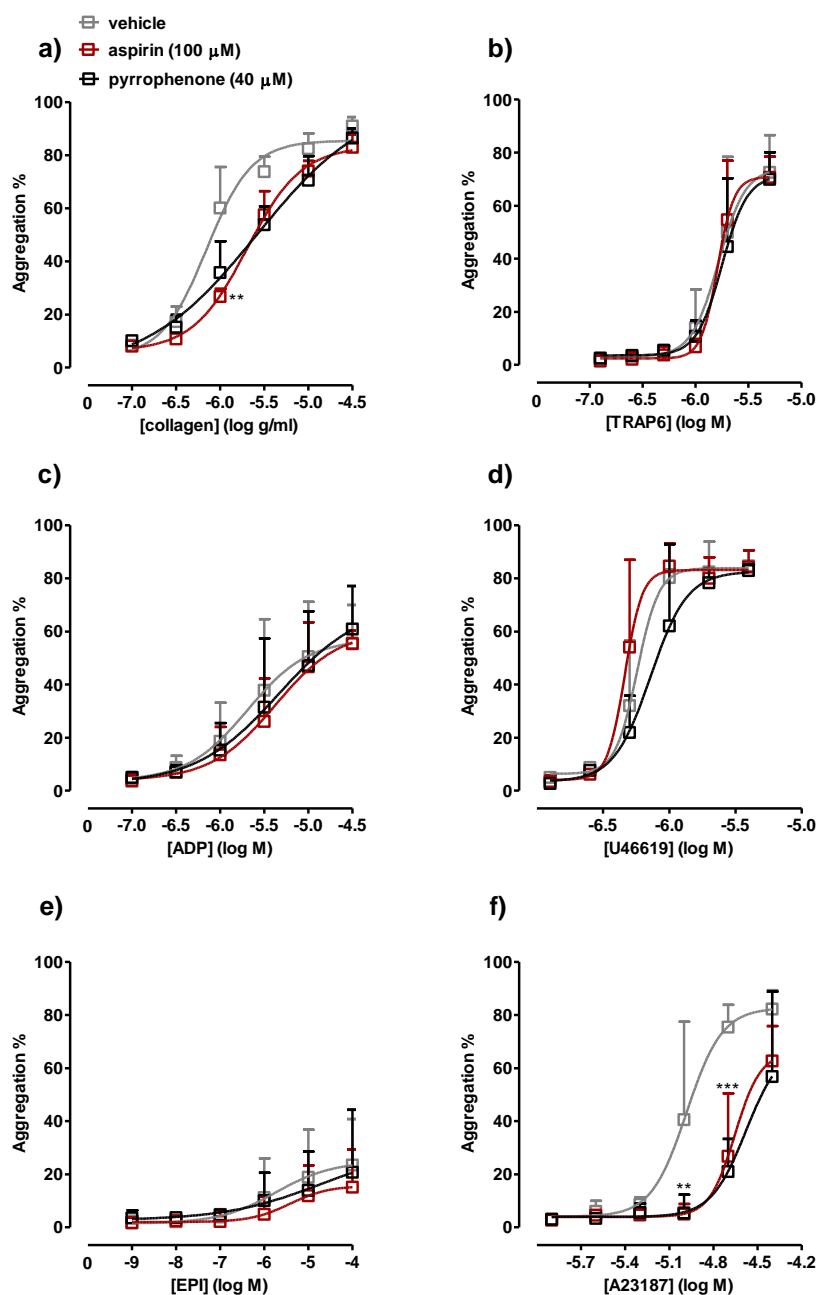 vehicle
a)
aspirin (100 μM)
b)
pyrrophenone (40 μM)
100
80
60
40
20
0
Aggregation %
**
0 -7.0 -6.5 -6.0 -5.5 -5.0 -4.5
[collagen] (log g/ml)
100
80
60
40
20
0
Aggregation %
0 -7.0 -6.5 -6.0 -5.5 -5.0
[TRAP6] (log M)
c)
100
80
60
40
20
0
Aggregation %
0 -7.0 -6.5 -6.0 -5.5 -5.0 -4.5
[ADP] (log M)
d)
100
80
60
40
20
0
Aggregation %
-6.5 -6.0 -5.5 -5.0
[U46619] (log M)
e)
100
80
60
40
20
0
Aggregation %
0 -9 -8 -7 -6 -5 -4
[EPI] (log M)
f)
100
80
60
40
20
0
Aggregation %
***
**
-5.7 -5.4 -5.1 -4.8 -4.5 -4.2
[A23187] (log M)